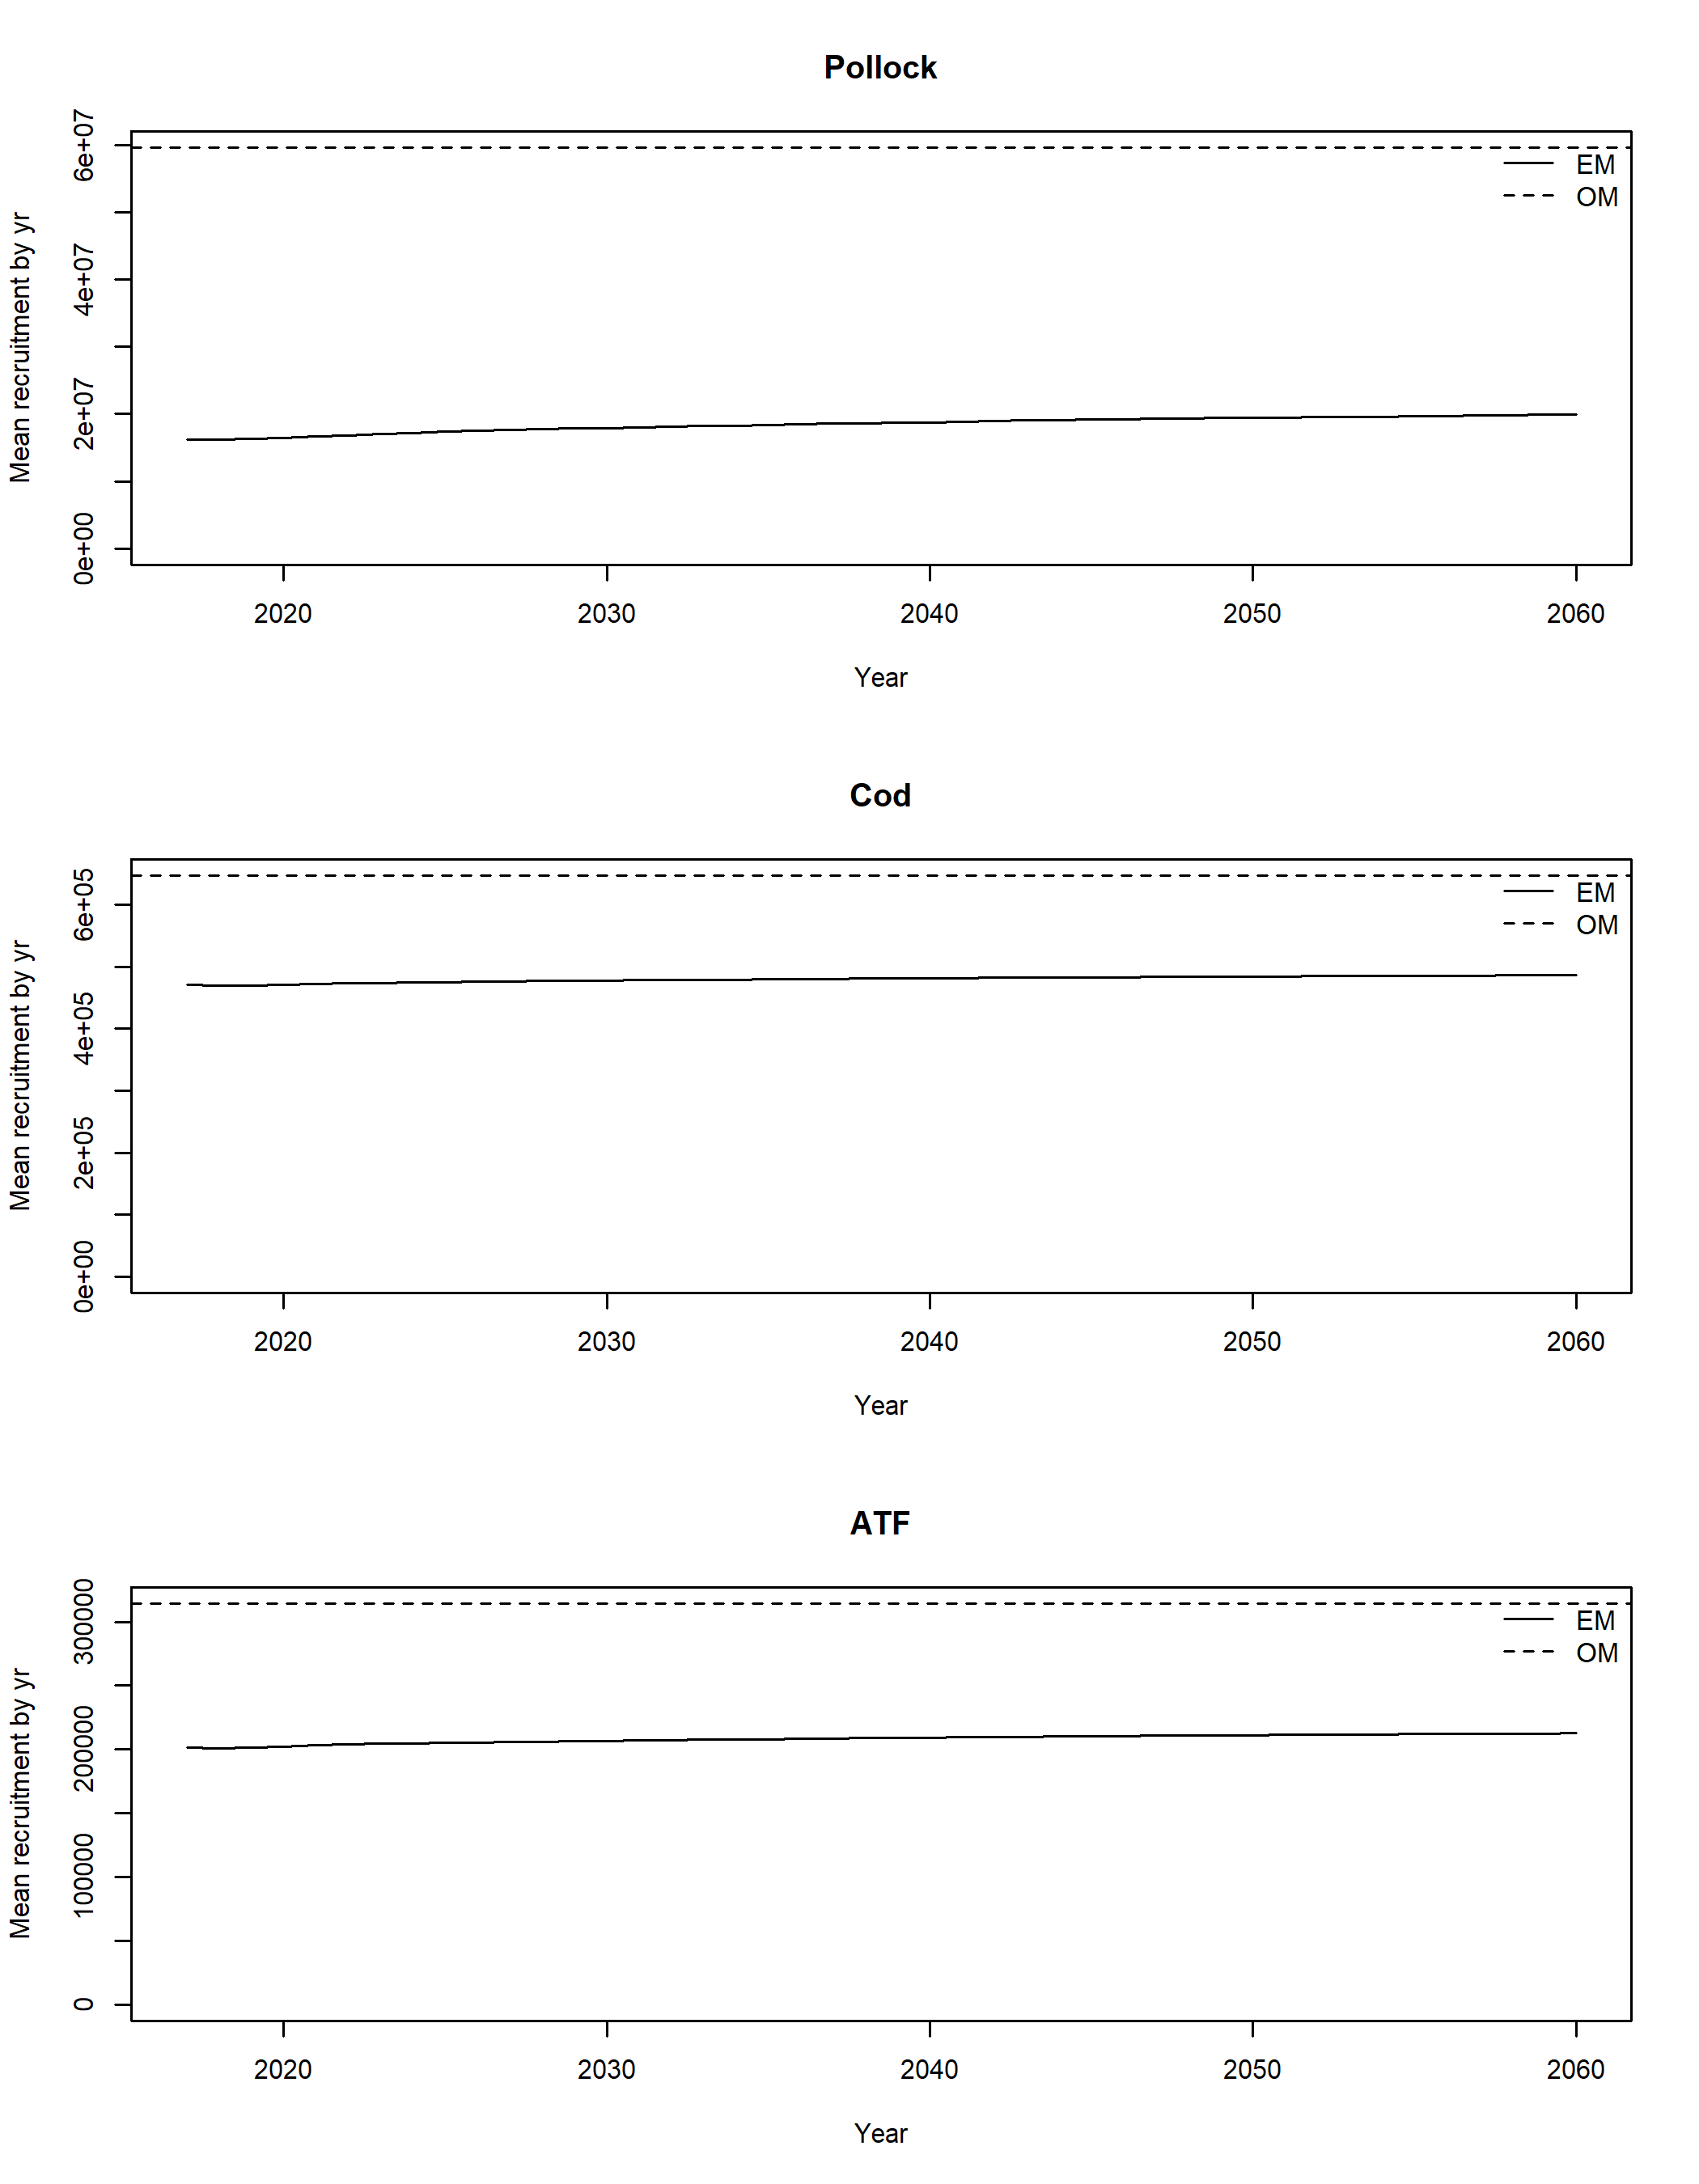 Pollock
Mean recruitment by yr
6e+07
4e+07
2e+07
0e+00
EM
OM
2020 2030 2040 2050 2060
Year
Cod
Mean recruitment by yr
6e+05
4e+05
2e+05
0e+00
EM
OM
2020 2030 2040 2050 2060
Year
ATF
Mean recruitment by yr
300000
200000
100000
0
EM
OM
2020 2030 2040 2050 2060
Year